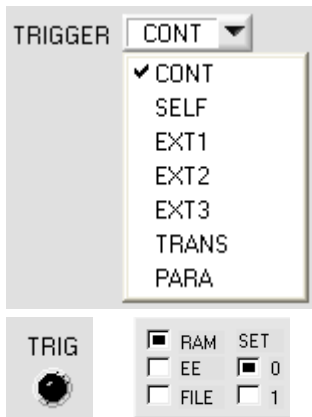 TRIGGER CONT
CONT
SELF
EXT1
EXT2
EXT3
TRANS
PARA
TRIG
RAM SET
EE 0
FILE 1